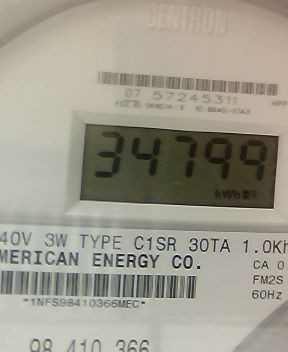 CENTRON
07 57245311
34799
kWh
40V 3W TYPE C1SR 30TA 1.0Kh
MERICAN ENERGY CO.
CA 0
FM2S
60Hz
*1NFS98410366MEC*
98 410 366